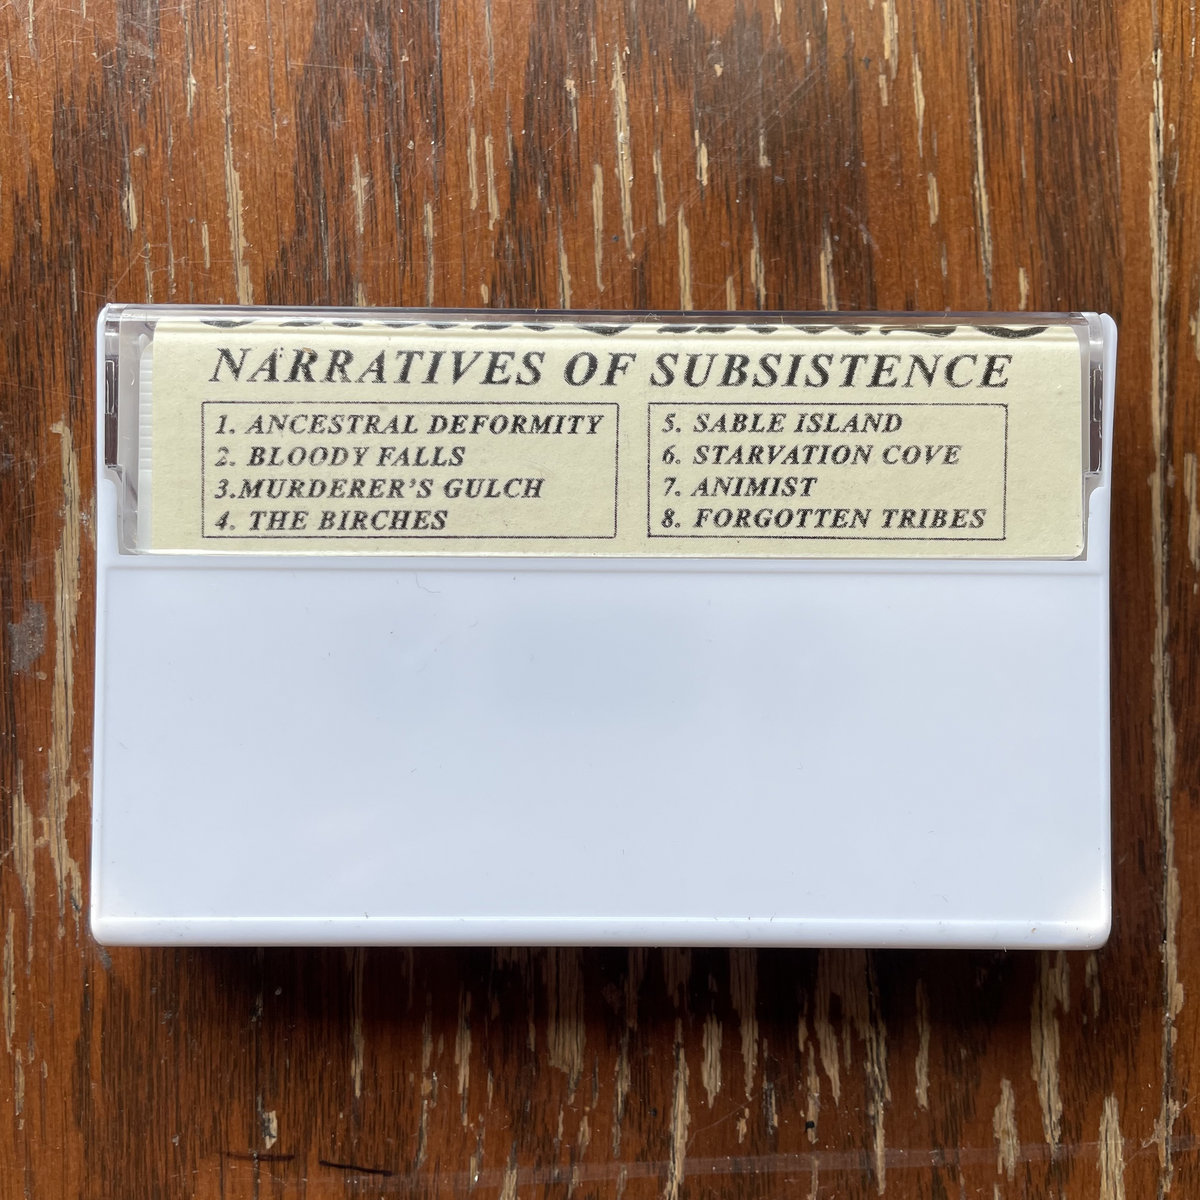 NARRATIVES OF SUBSISTENCE
1. ANCESTRAL DEFORMITY
2. BLOODY FALLS
3.MURDERER'S GULCH
4. THE BIRCHES
5. SABLE ISLAND
6. STARVATION COVE
7. ANIMIST
8. FORGOTTEN TRIBES